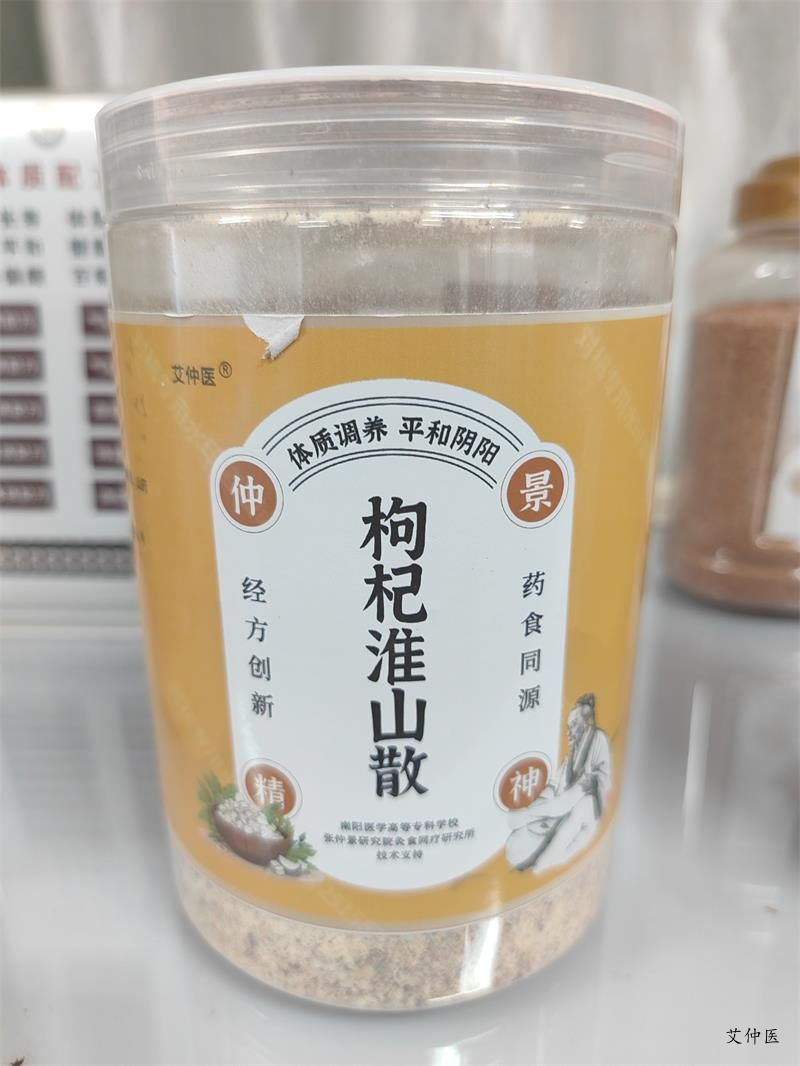 艾仲医®
体质调养 平和阴阳
仲
景
枸杞淮山散
经方创新
药食同源
精
神
南阳医学高等专科学校
张仲景研究院灸食同疗研究所
技术支持
艾仲医